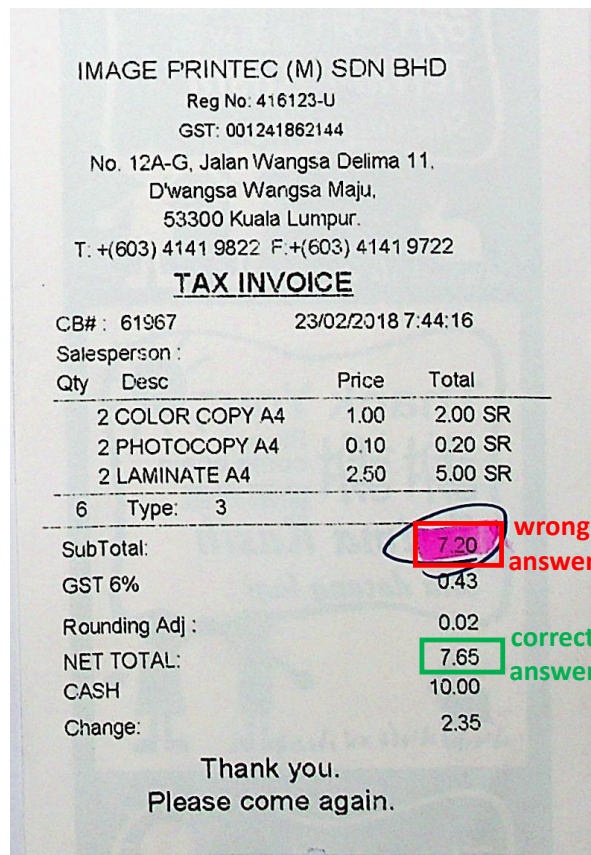 IMAGE PRINTEC (M) SDN BHD
Reg No: 416123-U
GST: 001241862144
No. 12A-G, Jalan Wangsa Delima 11,
D'wangsa Wangsa Maju,
53300 Kuala Lumpur.
T: +(603) 4141 9822 F:+(603) 4141 9722
TAX INVOICE
CB# : 61967 23/02/2018 7:44:16
Salesperson :
Qty Desc Price Total
2 COLOR COPY A4 1.00 2.00 SR
2 PHOTOCOPY A4 0.10 0.20 SR
2 LAMINATE A4 2.50 5.00 SR
6 Type: 3
SubTotal: 7.20 wrong answer
GST 6% 0.43
Rounding Adj : 0.02
NET TOTAL: 7.65 correct answer
CASH 10.00
Change: 2.35
Thank you.
Please come again.